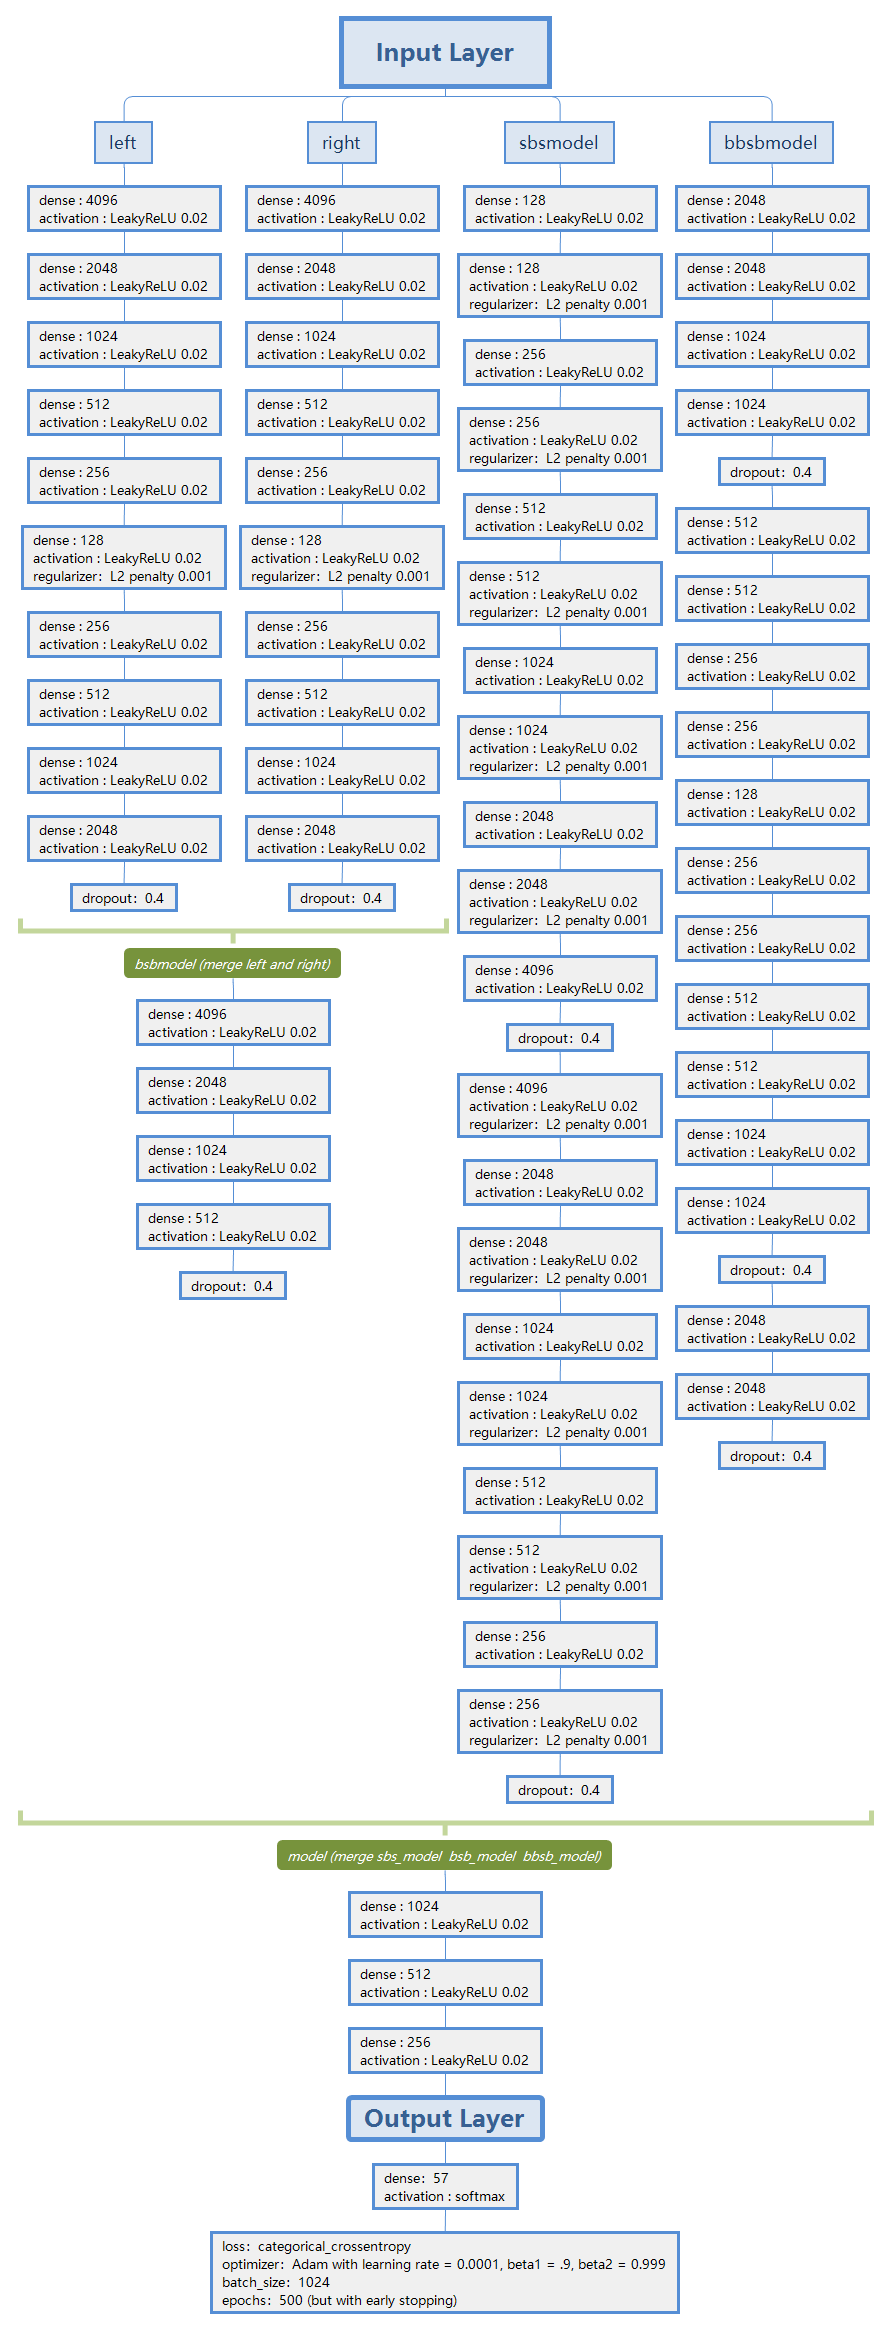 Input Layer
left
dense : 4096
activation : LeakyReLU 0.02
dense : 2048
activation : LeakyReLU 0.02
dense : 1024
activation : LeakyReLU 0.02
dense : 512
activation : LeakyReLU 0.02
dense : 256
activation : LeakyReLU 0.02
dense : 128
activation : LeakyReLU 0.02
regularizer: L2 penalty 0.001
dense : 256
activation : LeakyReLU 0.02
dense : 512
activation : LeakyReLU 0.02
dense : 1024
activation : LeakyReLU 0.02
dense : 2048
activation : LeakyReLU 0.02
dropout: 0.4
right
dense : 4096
activation : LeakyReLU 0.02
dense : 2048
activation : LeakyReLU 0.02
dense : 1024
activation : LeakyReLU 0.02
dense : 512
activation : LeakyReLU 0.02
dense : 256
activation : LeakyReLU 0.02
dense : 128
activation : LeakyReLU 0.02
regularizer: L2 penalty 0.001
dense : 256
activation : LeakyReLU 0.02
dense : 512
activation : LeakyReLU 0.02
dense : 1024
activation : LeakyReLU 0.02
dense : 2048
activation : LeakyReLU 0.02
dropout: 0.4
bsbmodel (merge left and right)
dense : 4096
activation : LeakyReLU 0.02
dense : 2048
activation : LeakyReLU 0.02
dense : 1024
activation : LeakyReLU 0.02
dense : 512
activation : LeakyReLU 0.02
dropout: 0.4
sbsmodel
dense : 128
activation : LeakyReLU 0.02
dense : 128
activation : LeakyReLU 0.02
regularizer: L2 penalty 0.001
dense : 256
activation : LeakyReLU 0.02
dense : 256
activation : LeakyReLU 0.02
regularizer: L2 penalty 0.001
dense : 512
activation : LeakyReLU 0.02
dense : 512
activation : LeakyReLU 0.02
regularizer: L2 penalty 0.001
dense : 1024
activation : LeakyReLU 0.02
dense : 1024
activation : LeakyReLU 0.02
regularizer: L2 penalty 0.001
dense : 2048
activation : LeakyReLU 0.02
dense : 2048
activation : LeakyReLU 0.02
regularizer: L2 penalty 0.001
dense : 4096
activation : LeakyReLU 0.02
dropout: 0.4
dense : 4096
activation : LeakyReLU 0.02
regularizer: L2 penalty 0.001
dense : 2048
activation : LeakyReLU 0.02
dense : 2048
activation : LeakyReLU 0.02
regularizer: L2 penalty 0.001
dense : 1024
activation : LeakyReLU 0.02
dense : 1024
activation : LeakyReLU 0.02
regularizer: L2 penalty 0.001
dense : 512
activation : LeakyReLU 0.02
dense : 512
activation : LeakyReLU 0.02
regularizer: L2 penalty 0.001
dense : 256
activation : LeakyReLU 0.02
dense : 256
activation : LeakyReLU 0.02
regularizer: L2 penalty 0.001
dropout: 0.4
bbsbmodel
dense : 2048
activation : LeakyReLU 0.02
dense : 2048
activation : LeakyReLU 0.02
dense : 1024
activation : LeakyReLU 0.02
dense : 1024
activation : LeakyReLU 0.02
dropout: 0.4
dense : 512
activation : LeakyReLU 0.02
dense : 512
activation : LeakyReLU 0.02
dense : 256
activation : LeakyReLU 0.02
dense : 256
activation : LeakyReLU 0.02
dense : 128
activation : LeakyReLU 0.02
dense : 256
activation : LeakyReLU 0.02
dense : 256
activation : LeakyReLU 0.02
dense : 512
activation : LeakyReLU 0.02
dense : 512
activation : LeakyReLU 0.02
dense : 1024
activation : LeakyReLU 0.02
dense : 1024
activation : LeakyReLU 0.02
dropout: 0.4
dense : 2048
activation : LeakyReLU 0.02
dense : 2048
activation : LeakyReLU 0.02
dropout: 0.4
model (merge sbs_model bsb_model bbsb_model)
dense : 1024
activation : LeakyReLU 0.02
dense : 512
activation : LeakyReLU 0.02
dense : 256
activation : LeakyReLU 0.02
Output Layer
dense: 57
activation : softmax
loss: categorical_crossentropy
optimizer: Adam with learning rate = 0.0001, beta1 = .9, beta2 = 0.999
batch_size: 1024
epochs: 500 (but with early stopping)